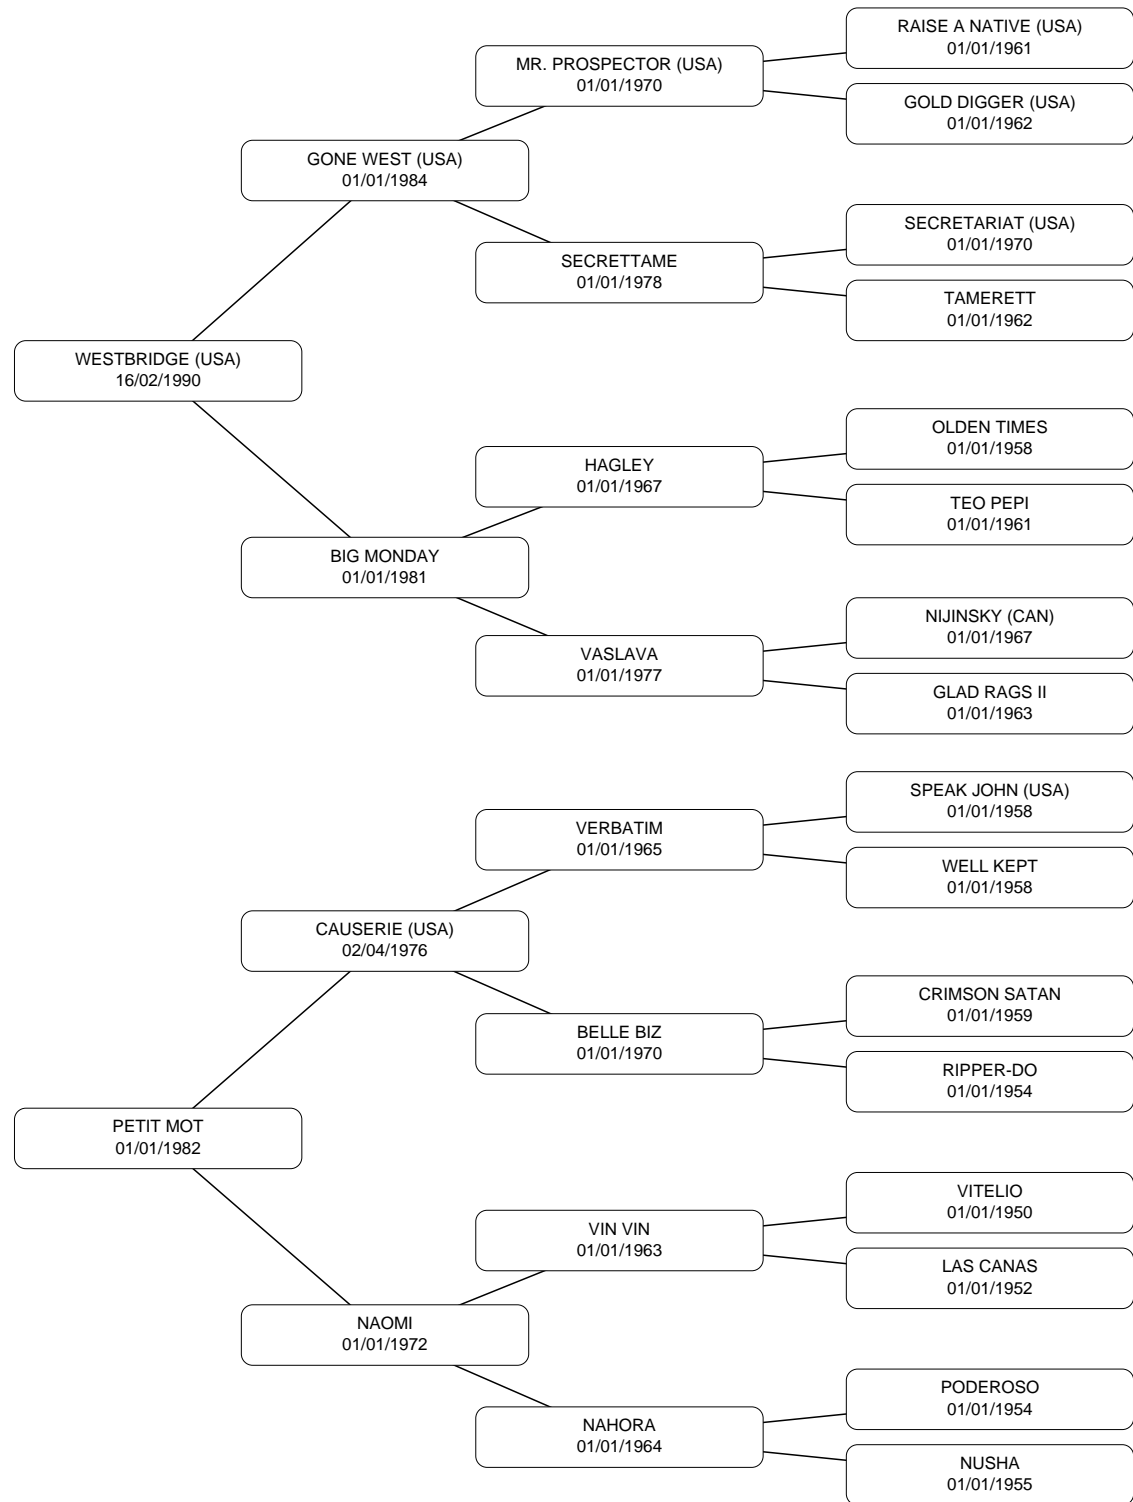 RAISE A NATIVE (USA)
01/01/1961
MR. PROSPECTOR (USA)
01/01/1970
GOLD DIGGER (USA)
01/01/1962
GONE WEST (USA)
01/01/1984
SECRETARIAT (USA)
01/01/1970
SECRETTAME
01/01/1978
TAMERETT
01/01/1962
WESTBRIDGE (USA)
16/02/1990
OLDEN TIMES
01/01/1958
HAGLEY
01/01/1967
TEO PEPI
01/01/1961
BIG MONDAY
01/01/1981
NIJINSKY (CAN)
01/01/1967
VASLAVA
01/01/1977
GLAD RAGS II
01/01/1963
SPEAK JOHN (USA)
01/01/1958
VERBATIM
01/01/1965
WELL KEPT
01/01/1958
CAUSERIE (USA)
02/04/1976
CRIMSON SATAN
01/01/1959
BELLE BIZ
01/01/1970
RIPPER-DO
01/01/1954
PETIT MOT
01/01/1982
VITELIO
01/01/1950
VIN VIN
01/01/1963
LAS CANAS
01/01/1952
NAOMI
01/01/1972
PODEROSO
01/01/1954
NAHORA
01/01/1964
NUSHA
01/01/1955